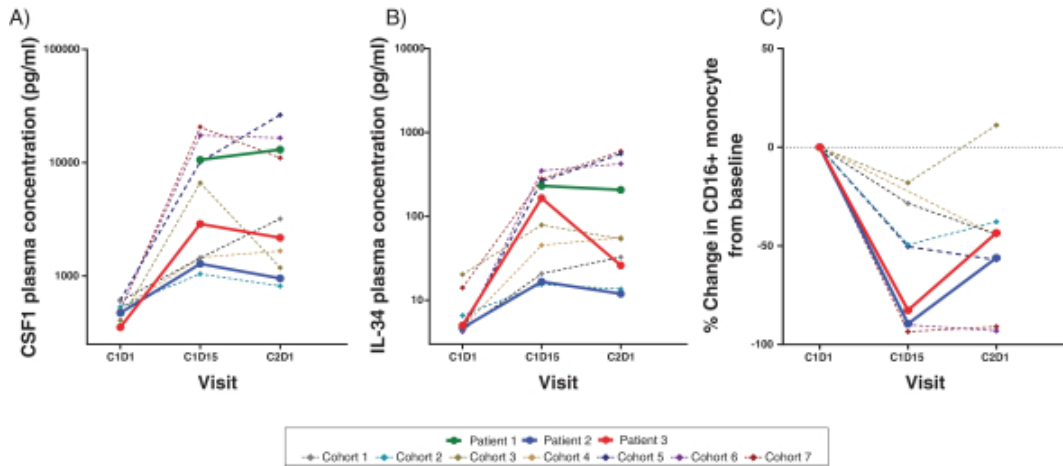 A)
CSF1 plasma concentration (pg/ml)
100000
10000
1000
C1D1
C1D15
C2D1
Visit
B)
IL-34 plasma concentration (pg/ml)
10000
1000
100
10
C1D1
C1D15
C2D1
Visit
C)
% Change in CD16+ monocyte
from baseline
50
0
-50
-100
C1D1
C1D15
C2D1
Visit
Patient 1 Patient 2 Patient 3
Cohort 1 Cohort 2 Cohort 3 Cohort 4 Cohort 5 Cohort 6 Cohort 7